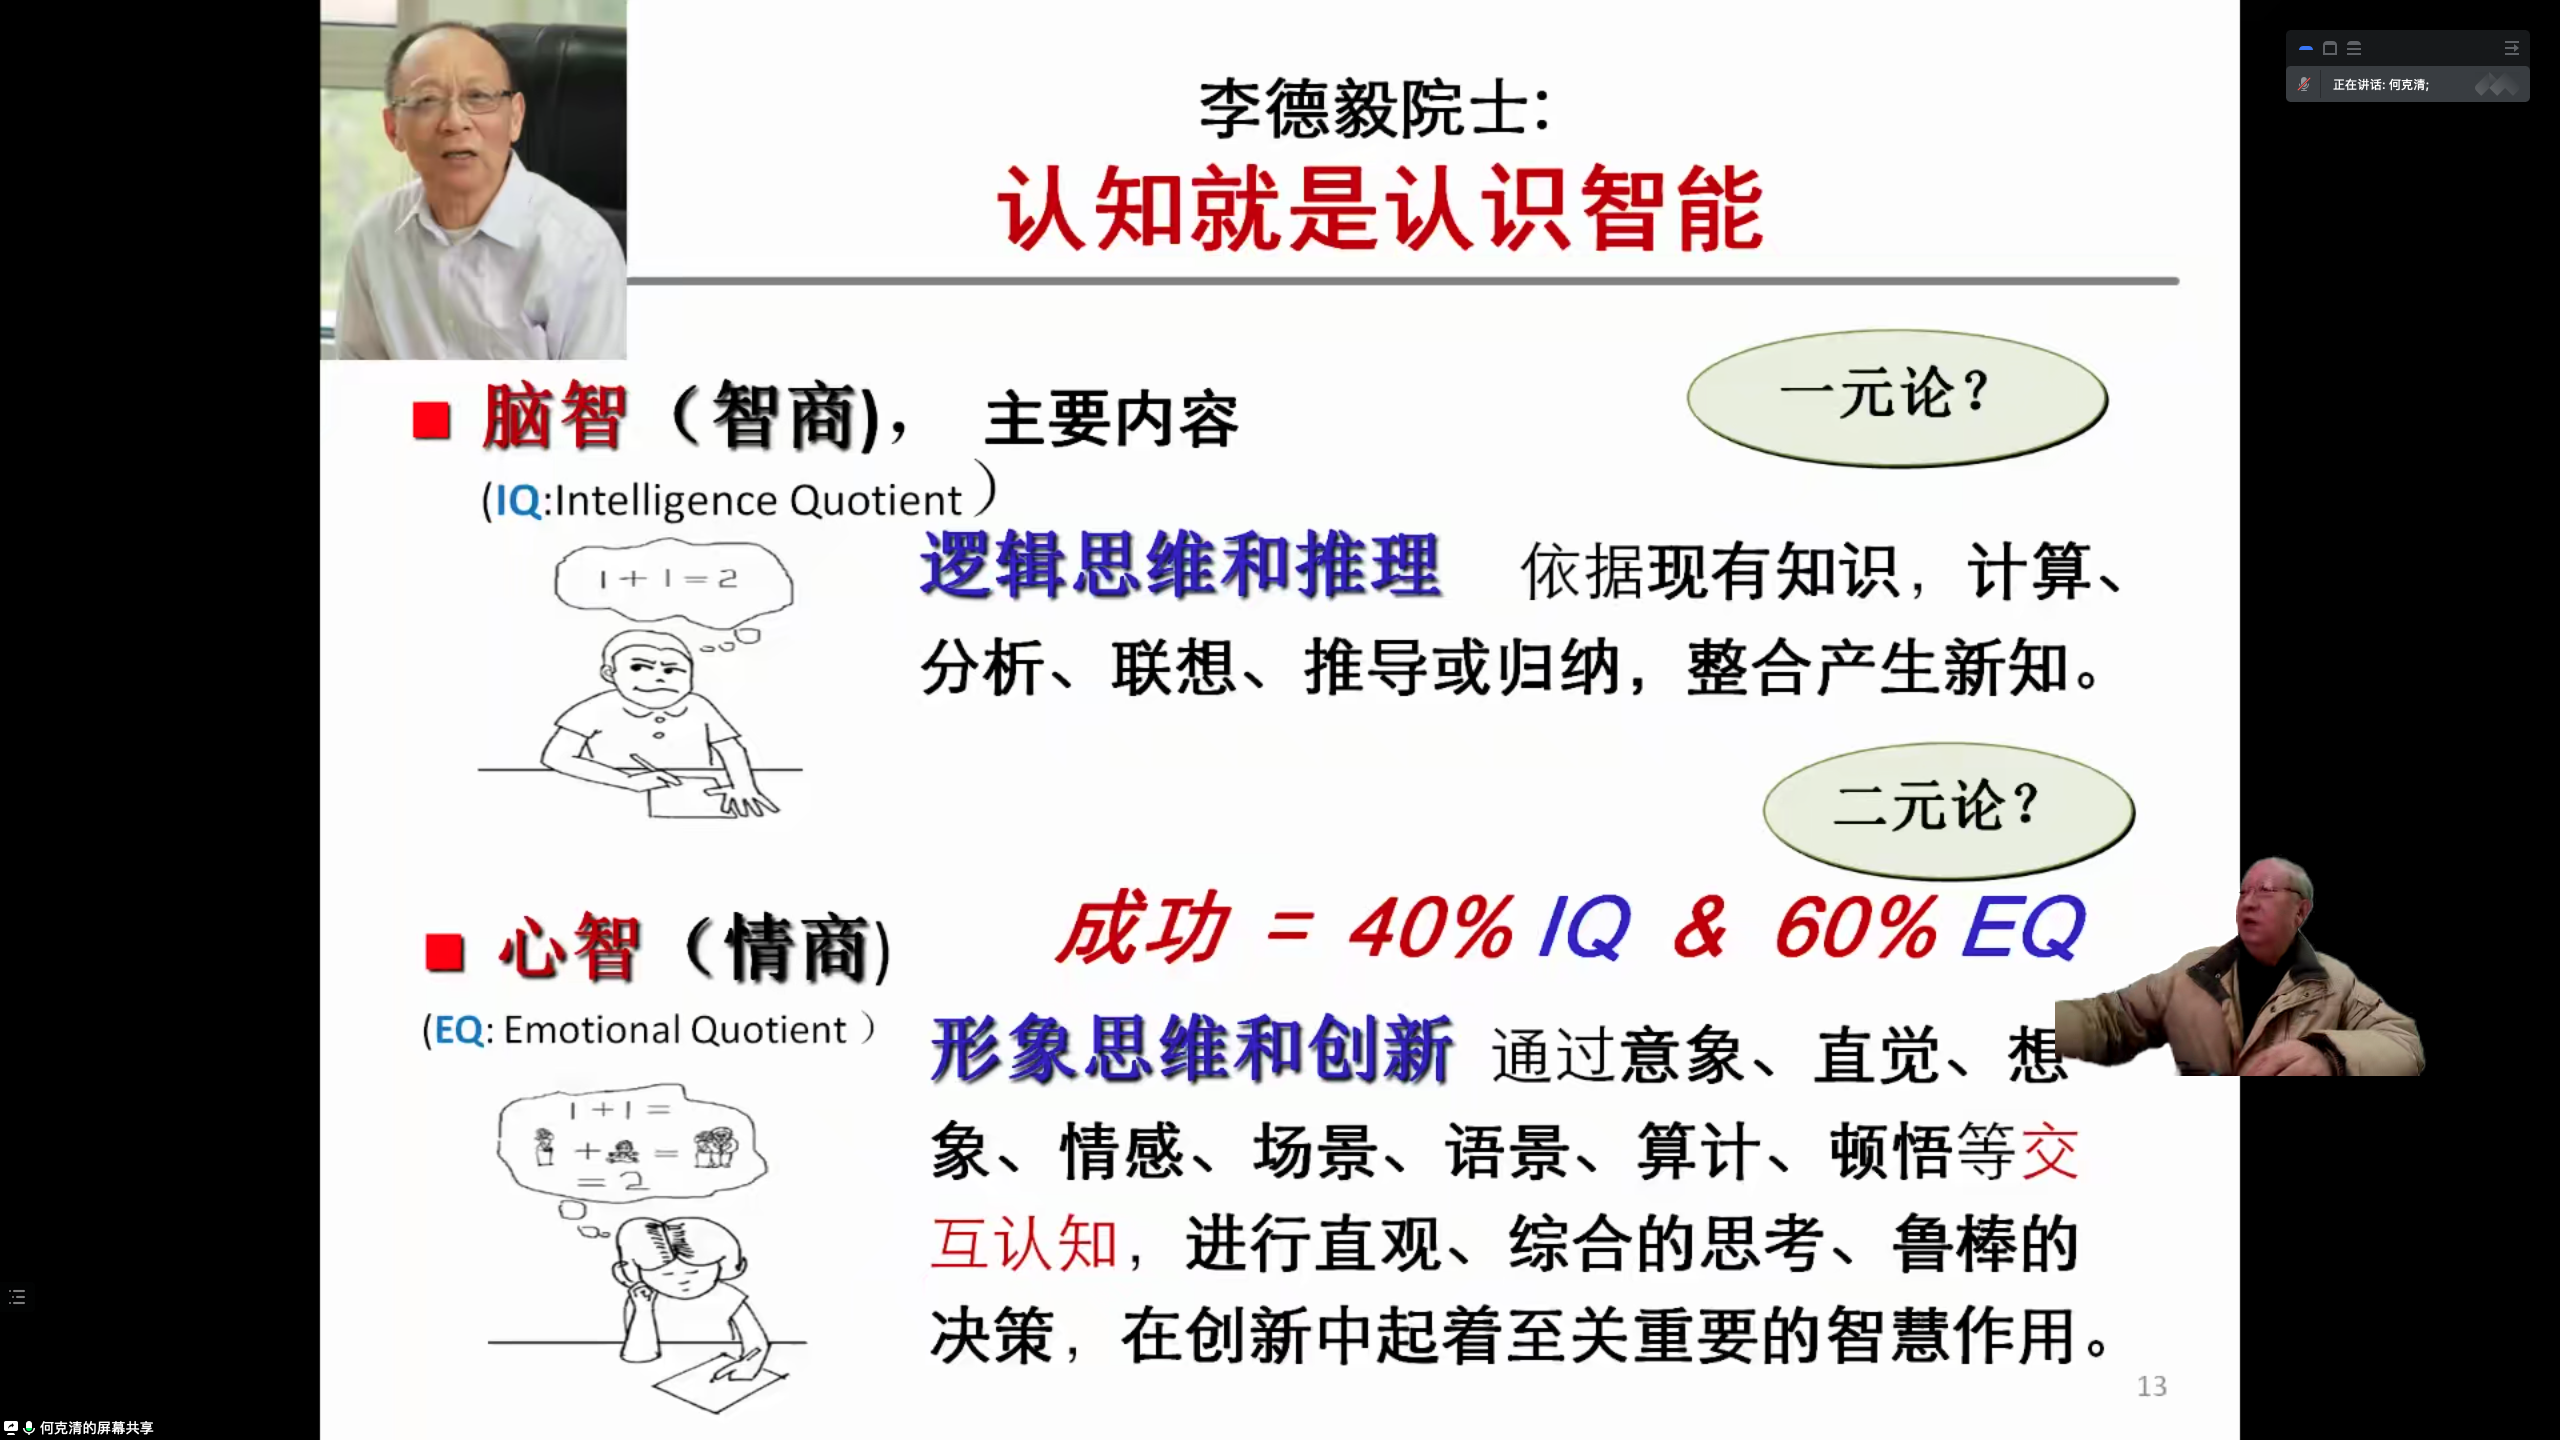 正在讲话: 何克清;
李德毅院士:
认知就是认识智能
一元论?
■ 脑智（智商)， 主要内容
(IQ:Intelligence Quotient）
1+1=2
逻辑思维和推理 依据现有知识，计算、
分析、联想、推导或归纳，整合产生新知。
二元论?
成功 = 40% IQ & 60% EQ
■ 心智（情商)
(EQ: Emotional Quotient）
1+1=
+ =
=2
形象思维和创新 通过意象、直觉、想
象、情感、场景、语景、算计、顿悟等交
互认知，进行直观、综合的思考、鲁棒的
决策，在创新中起着至关重要的智慧作用。
13
何克清的屏幕共享